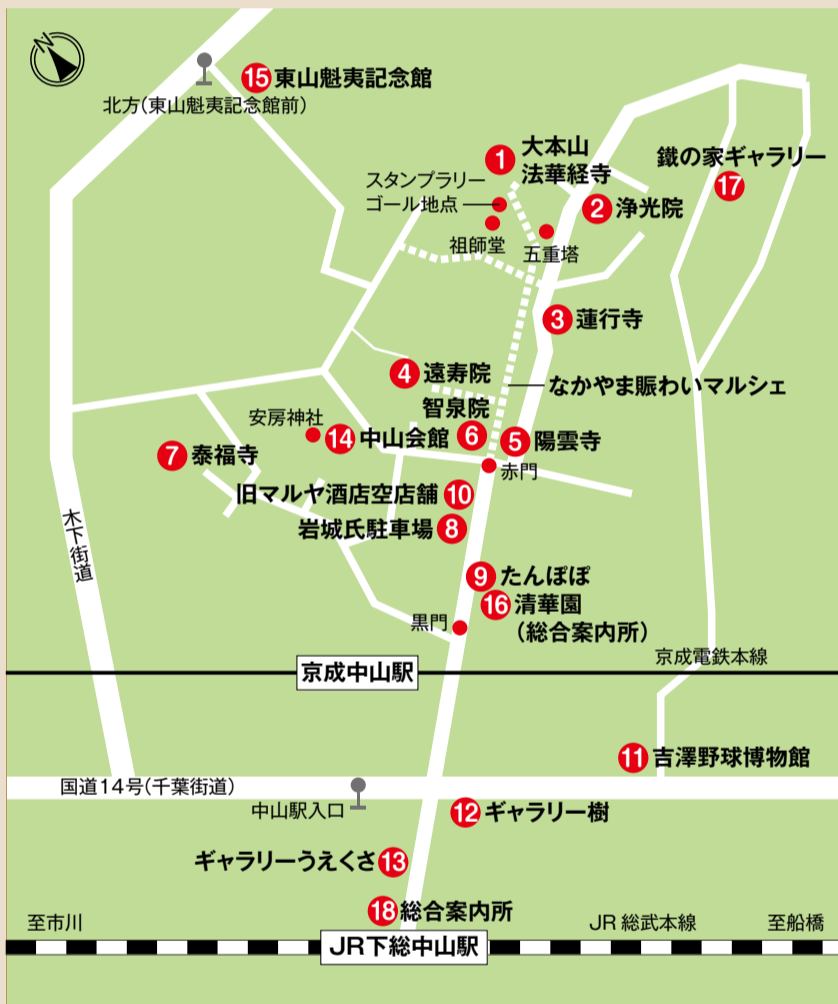 N
15 東山魁夷記念館
北方(東山魁夷記念館前)
1 大本山
法華経寺
鐵の家ギャラリー
17
スタンプラリー
ゴール地点
2 浄光院
祖師堂
五重塔
3 蓮行寺
4 遠寿院
なかやま賑わいマルシェ
智泉院
6
安房神社
14 中山会館
5 陽雲寺
7 泰福寺
赤門
旧マルヤ酒店空店舗 10
岩城氏駐車場 8
木下街道
9 たんぽぽ
16 清華園
(総合案内所)
黒門
京成電鉄本線
京成中山駅
11 吉澤野球博物館
国道14号(千葉街道)
中山駅入口
12 ギャラリー樹
ギャラリーうえくさ 13
18 総合案内所
至市川
JR 総武本線
至船橋
JR下総中山駅